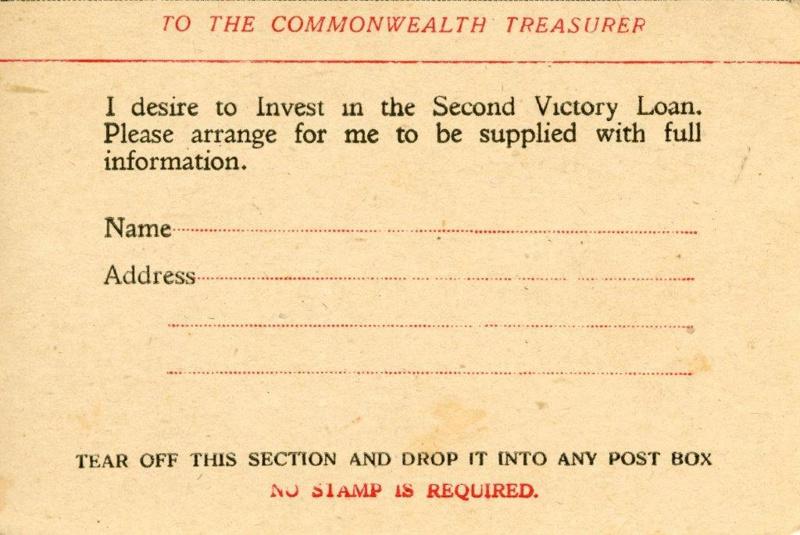 TO THE COMMONWEALTH TREASURER
I desire to Invest in the Second Victory Loan.
Please arrange for me to be supplied with full
information.
Name
Address
TEAR OFF THIS SECTION AND DROP IT INTO ANY POST BOX
NO STAMP IS REQUIRED.